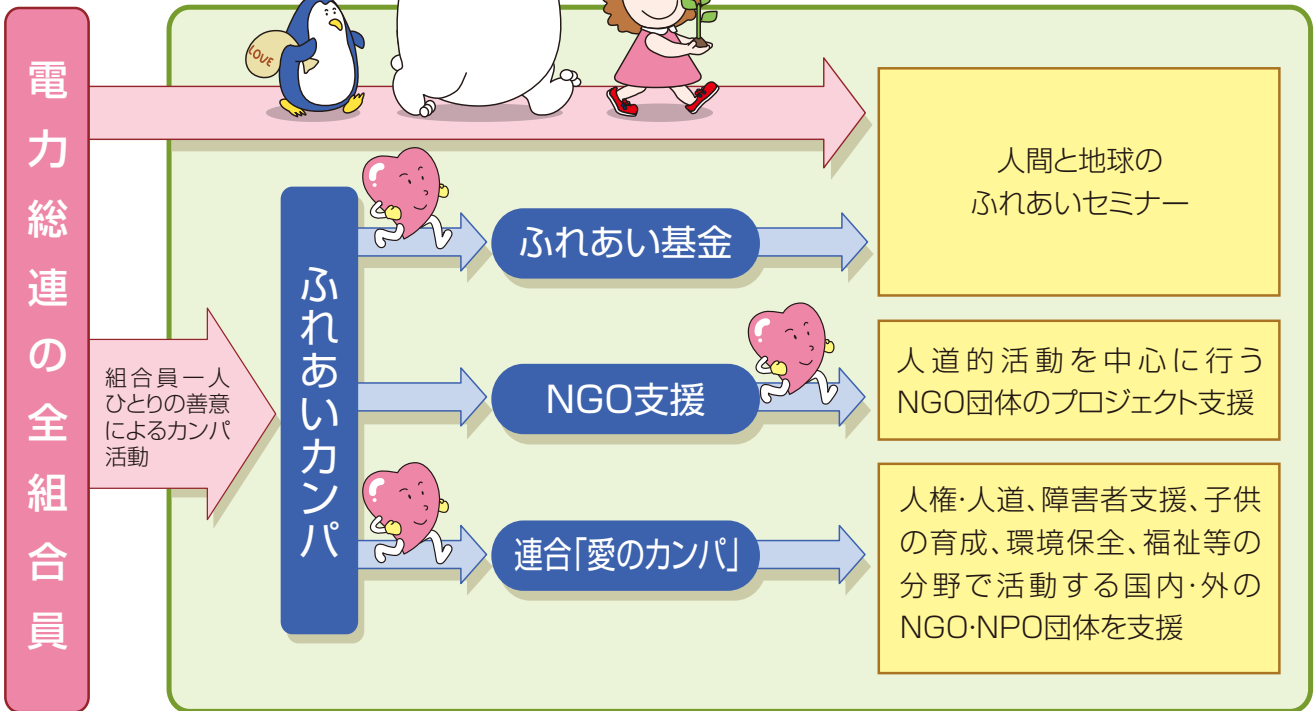 電力総連の全組合員
LOVE
人間と地球の
ふれあいセミナー
組合員一人
ひとりの善意
によるカンパ
活動
ふれあいカンパ
ふれあい基金
NGO支援
人道的活動を中心に行う
NGO団体のプロジェクト支援
連合「愛のカンパ」
人権・人道、障害者支援、子供
の育成、環境保全、福祉等の
分野で活動する国内・外の
NGO・NPO団体を支援